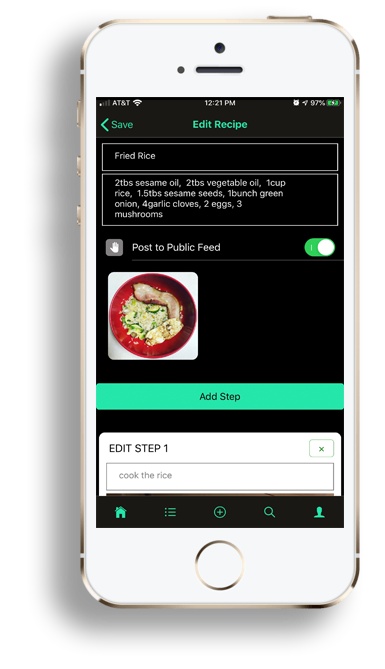 AT&T 12:21 PM 97%
Save Edit Recipe
Fried Rice
2tbs sesame oil, 2tbs vegetable oil, 1cup
rice, 1.5tbs sesame seeds, 1bunch green
onion, 4garlic cloves, 2 eggs, 3
mushrooms
Post to Public Feed
Add Step
EDIT STEP 1 ×
cook the rice